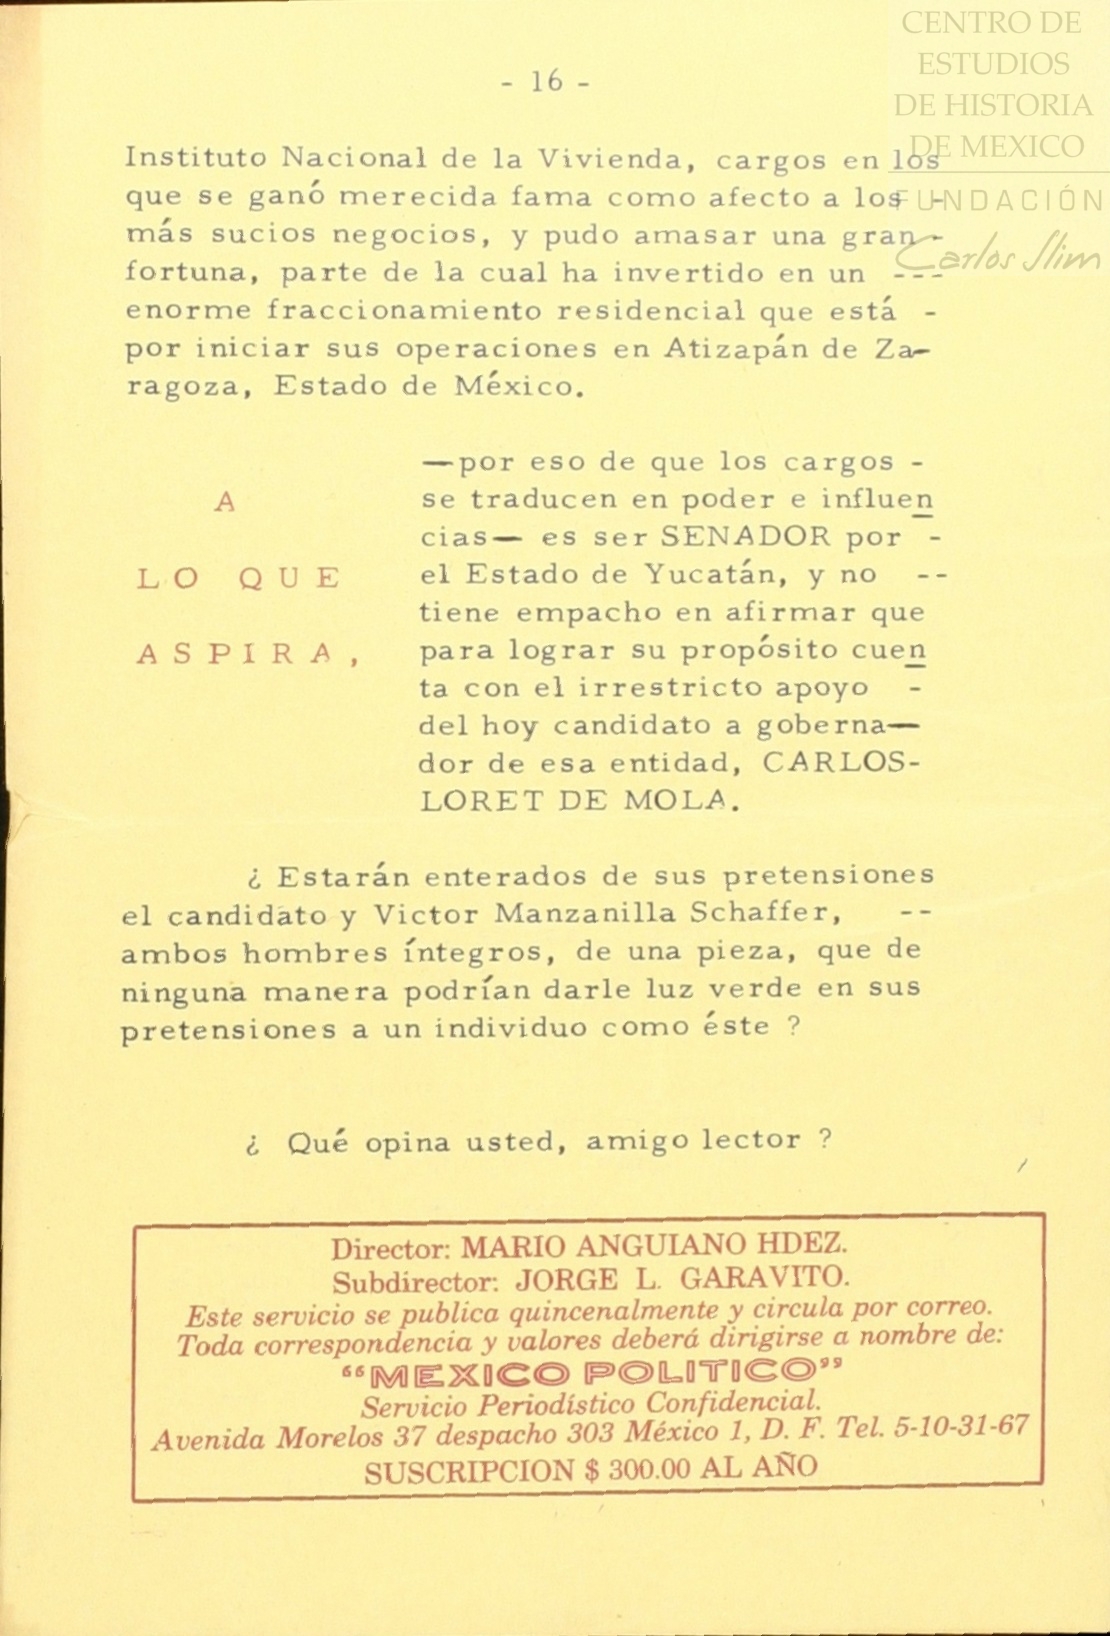 CENTRO DE
ESTUDIOS
DE HISTORIA
DE MEXICO
FUNDACIÓN
Carlos Slim
- 16 -
Instituto Nacional de la Vivienda, cargos en los
que se ganó merecida fama como afecto a los -
más sucios negocios, y pudo amasar una gran -
fortuna, parte de la cual ha invertido en un ---
enorme fraccionamiento residencial que está -
por iniciar sus operaciones en Atizapán de Za-
ragoza, Estado de México.
A
LO QUE
ASPIRA,
—por eso de que los cargos -
se traducen en poder e influen
cias— es ser SENADOR por -
el Estado de Yucatán, y no --
tiene empacho en afirmar que
para lograr su propósito cuen
ta con el irrestricto apoyo -
del hoy candidato a goberna—
dor de esa entidad, CARLOS-
LORET DE MOLA.
¿ Estarán enterados de sus pretensiones
el candidato y Victor Manzanilla Schaffer, --
ambos hombres íntegros, de una pieza, que de
ninguna manera podrían darle luz verde en sus
pretensiones a un individuo como éste ?
¿ Qué opina usted, amigo lector ?
Director: MARIO ANGUIANO HDEZ.
Subdirector: JORGE L. GARAVITO.
Este servicio se publica quincenalmente y circula por correo.
Toda correspondencia y valores deberá dirigirse a nombre de:
“MEXICO POLITICO”
Servicio Periodístico Confidencial.
Avenida Morelos 37 despacho 303 México 1, D. F. Tel. 5-10-31-67
SUSCRIPCION $ 300.00 AL AÑO